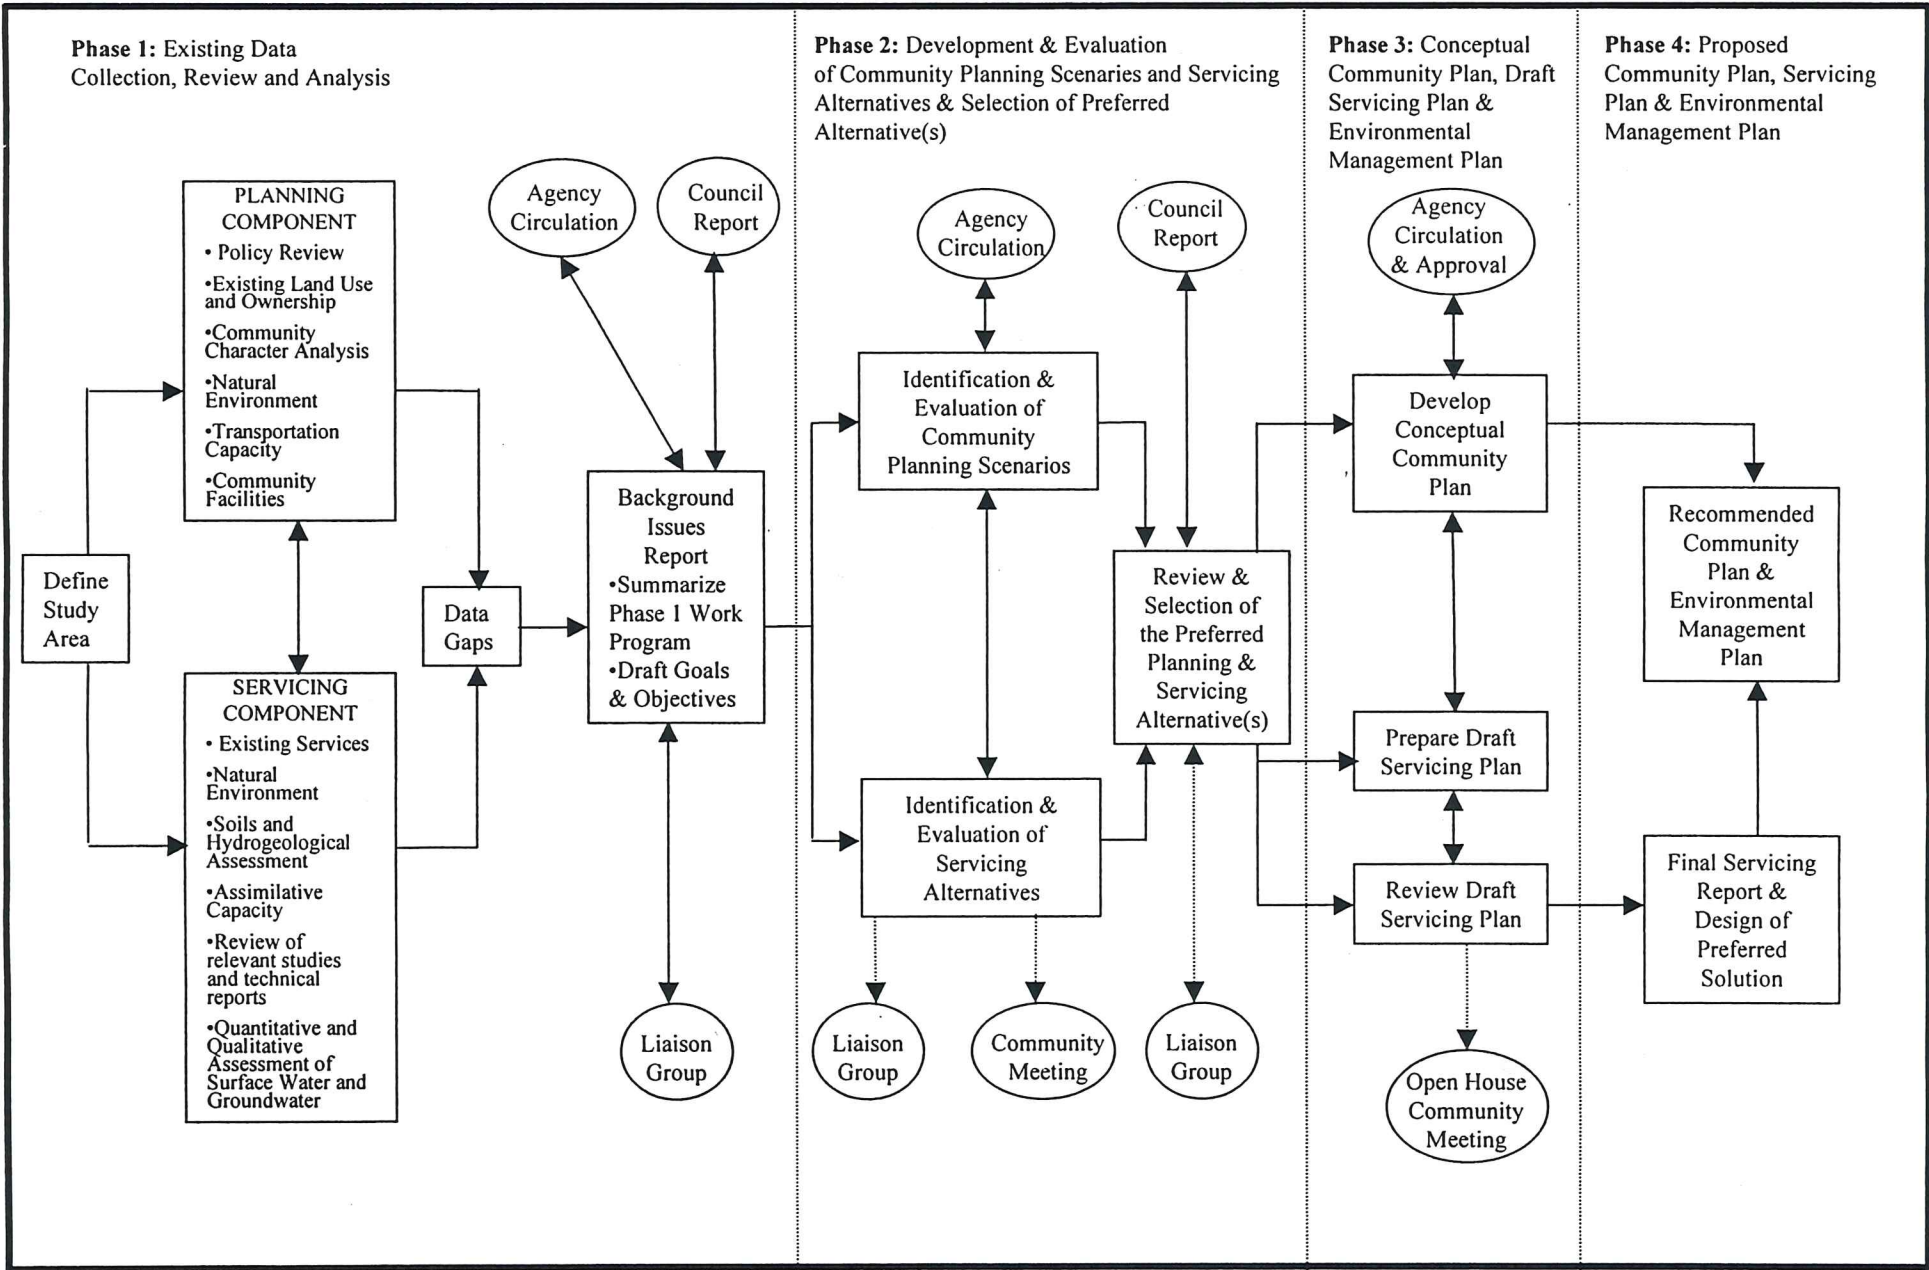 Phase 1: Existing Data
Collection, Review and Analysis
Phase 2: Development & Evaluation
of Community Planning Scenaries and Servicing
Alternatives & Selection of Preferred
Alternative(s)
Phase 3: Conceptual
Community Plan, Draft
Servicing Plan &
Environmental
Management Plan
Phase 4: Proposed
Community Plan, Servicing
Plan & Environmental
Management Plan
Define
Study
Area
PLANNING
COMPONENT
• Policy Review
•Existing Land Use
and Ownership
•Community
Character Analysis
•Natural
Environment
•Transportation
Capacity
•Community
Facilities
SERVICING
COMPONENT
• Existing Services
•Natural
Environment
•Soils and
Hydrogeological
Assessment
•Assimilative
Capacity
•Review of
relevant studies
and technical
reports
•Quantitative and
Qualitative
Assessment of
Surface Water and
Groundwater
Data
Gaps
Agency
Circulation
Council
Report
Background
Issues
Report
•Summarize
Phase 1 Work
Program
•Draft Goals
& Objectives
Liaison
Group
Agency
Circulation
Council
Report
Identification &
Evaluation of
Community
Planning Scenarios
Identification &
Evaluation of
Servicing
Alternatives
Review &
Selection of
the Preferred
Planning &
Servicing
Alternative(s)
Liaison
Group
Community
Meeting
Liaison
Group
Agency
Circulation
& Approval
Develop
Conceptual
Community
Plan
Prepare Draft
Servicing Plan
Review Draft
Servicing Plan
Open House
Community
Meeting
Recommended
Community
Plan &
Environmental
Management
Plan
Final Servicing
Report &
Design of
Preferred
Solution